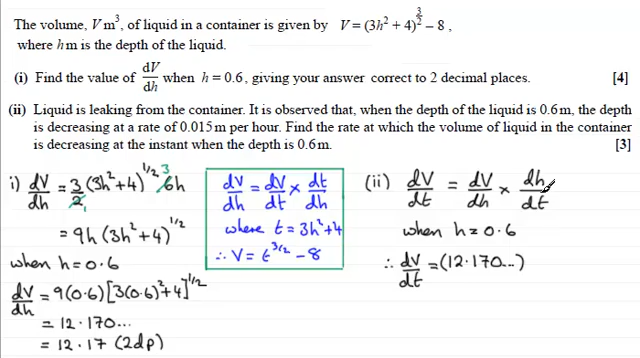 The volume, V m³, of liquid in a container is given by V = (3h² + 4)^(3/2) − 8,
where h m is the depth of the liquid.
(i) Find the value of dV/dh when h = 0.6, giving your answer correct to 2 decimal places. [4]
(ii) Liquid is leaking from the container. It is observed that, when the depth of the liquid is 0.6 m, the depth
is decreasing at a rate of 0.015 m per hour. Find the rate at which the volume of liquid in the container
is decreasing at the instant when the depth is 0.6 m. [3]
i) dV/dh = 3/2 (3h²+4)^1/2 6h 3 1
= 9h (3h²+4)^1/2
when h=0.6
dV/dh = 9(0.6)[3(0.6)²+4]^1/2
= 12.170...
= 12.17 (2dp)
dV/dh = dV/dt × dt/dh
where t = 3h²+4
∴ V = t^3/2 − 8
(ii) dV/dt = dV/dh × dh/dt
when h=0.6
∴ dV/dt = (12.170...)